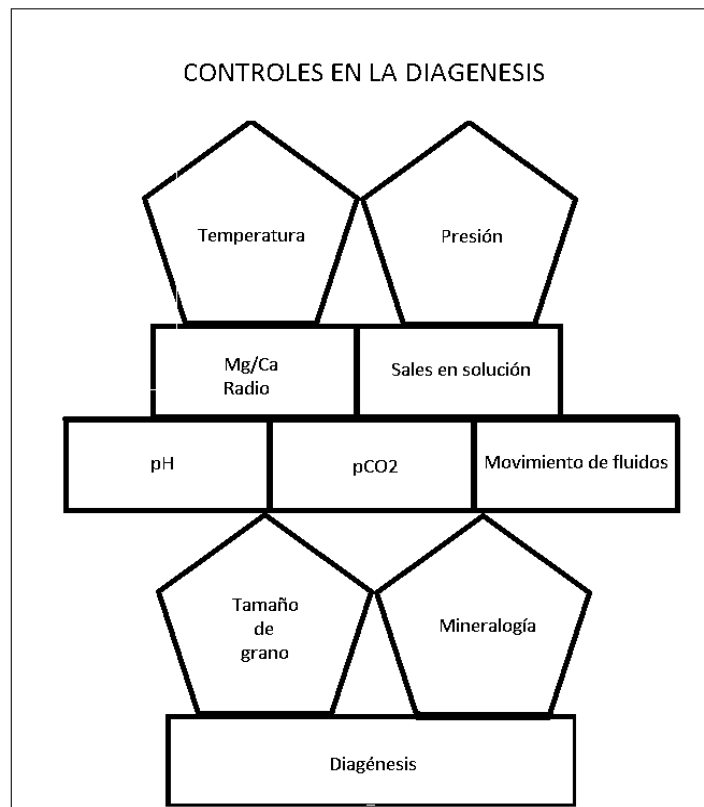 CONTROLES EN LA DIAGENESIS
Temperatura
Presión
Mg/Ca
Radio
Sales en solución
pH
pCO2
Movimiento de fluidos
Tamaño
de
grano
Mineralogía
Diagénesis